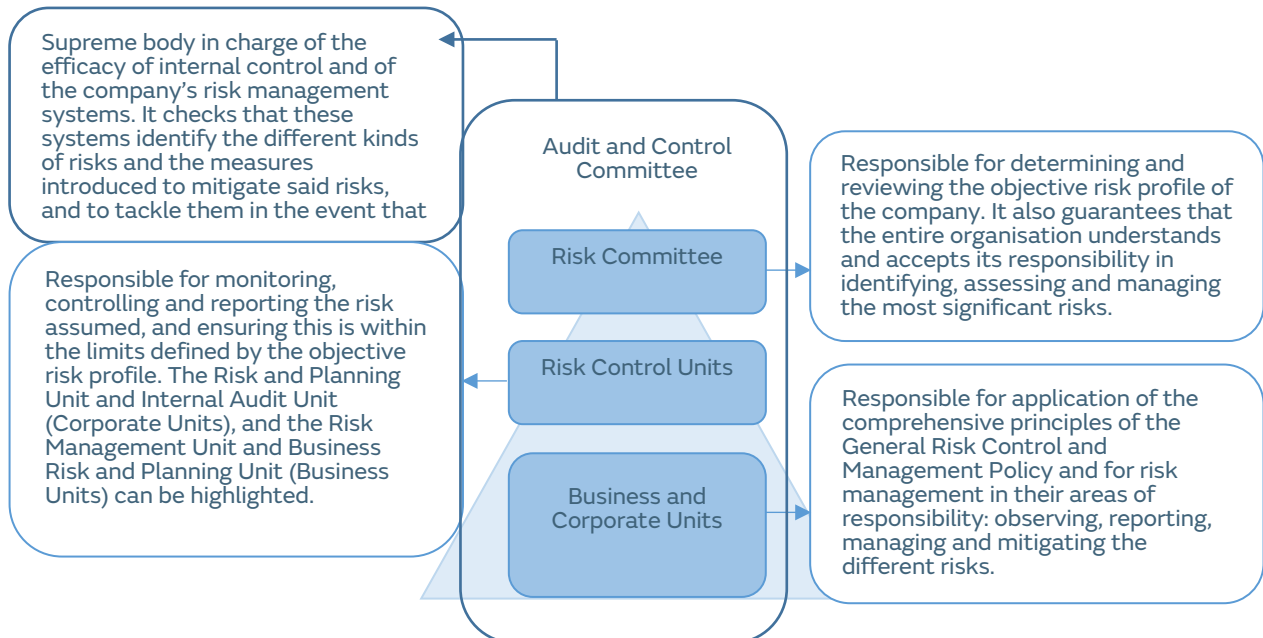 Supreme body in charge of the
efficacy of internal control and of
the company's risk management
systems. It checks that these
systems identify the different kinds
of risks and the measures
introduced to mitigate said risks,
and to tackle them in the event that
Audit and Control
Committee
Risk Committee
Responsible for determining and
reviewing the objective risk profile of
the company. It also guarantees that
the entire organisation understands
and accepts its responsibility in
identifying, assessing and managing
the most significant risks.
Responsible for monitoring,
controlling and reporting the risk
assumed, and ensuring this is within
the limits defined by the objective
risk profile. The Risk and Planning
Unit and Internal Audit Unit
(Corporate Units), and the Risk
Management Unit and Business
Risk and Planning Unit (Business
Units) can be highlighted.
Risk Control Units
Business and
Corporate Units
Responsible for application of the
comprehensive principles of the
General Risk Control and
Management Policy and for risk
management in their areas of
responsibility: observing, reporting,
managing and mitigating the
different risks.